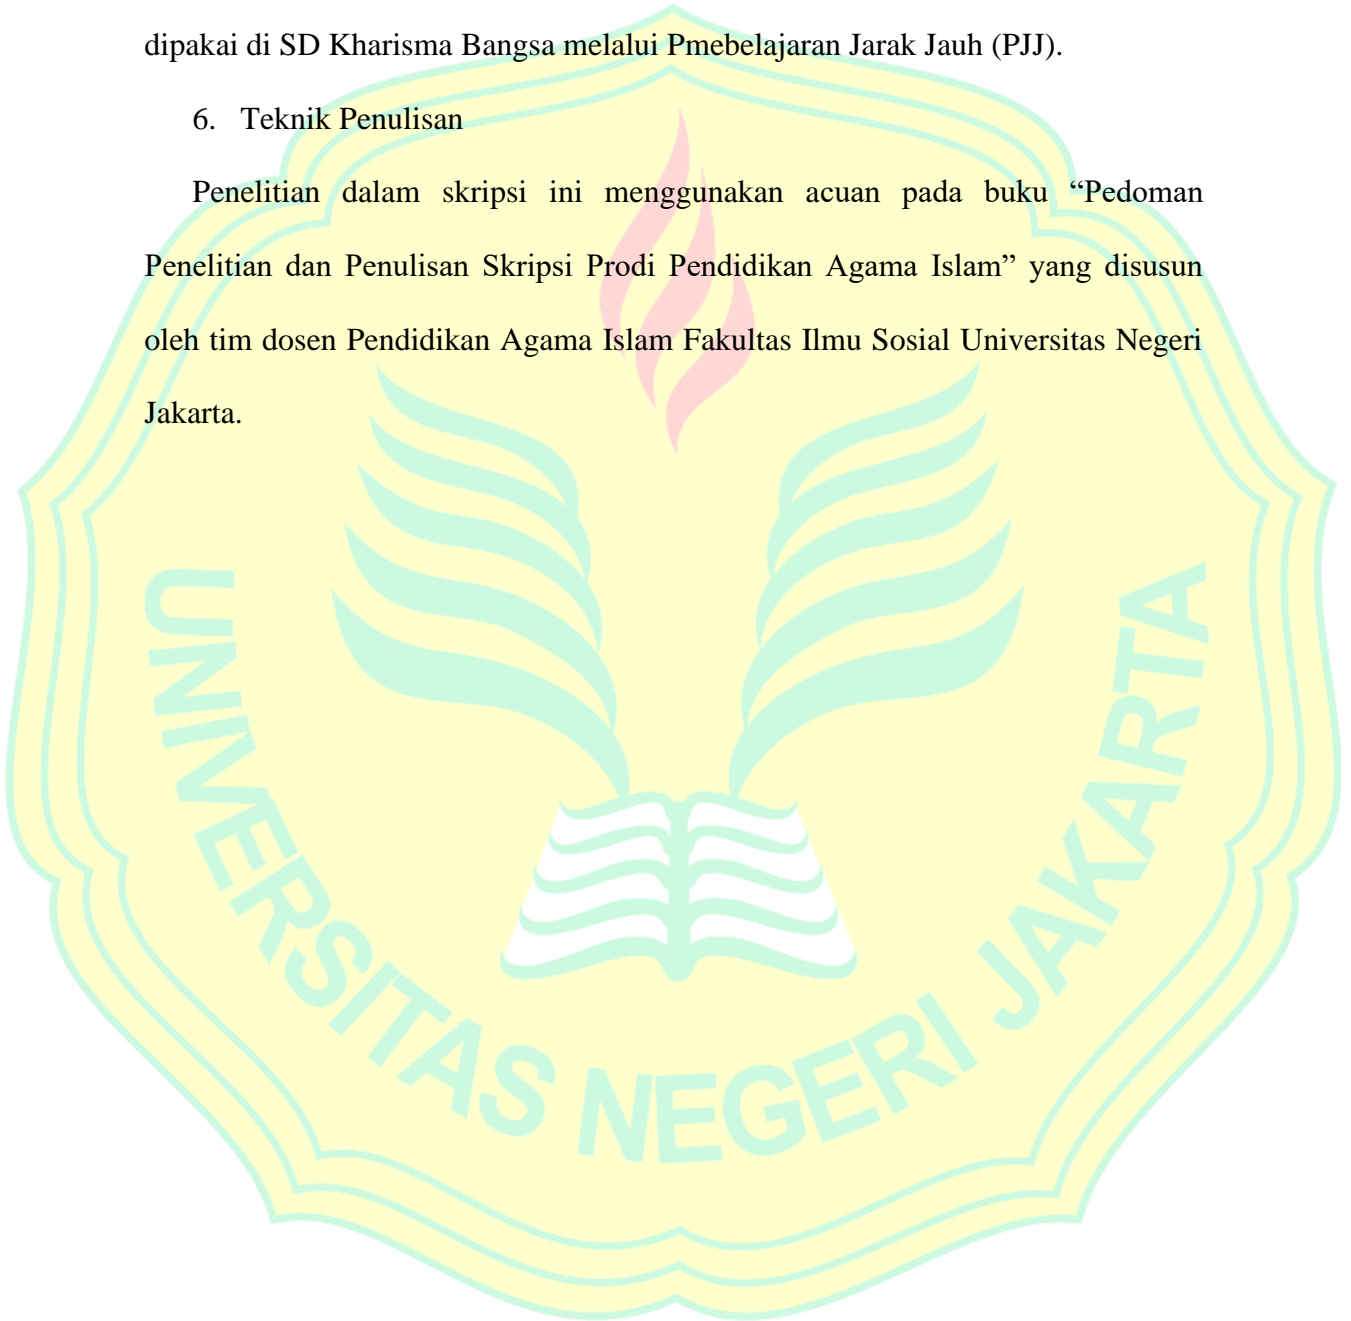 dipakai di SD Kharisma Bangsa melalui Pmebelajaran Jarak Jauh (PJJ).
6. Teknik Penulisan
Penelitian dalam skripsi ini menggunakan acuan pada buku “Pedoman
Penelitian dan Penulisan Skripsi Prodi Pendidikan Agama Islam” yang disusun
oleh tim dosen Pendidikan Agama Islam Fakultas Ilmu Sosial Universitas Negeri
Jakarta.
UNIVERSITAS NEGERI JAKARTA